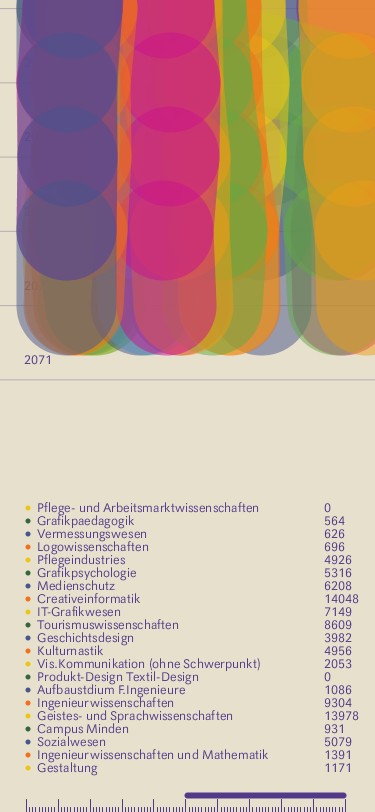 2071
Pflege- und Arbeitsmarktwissenschaften 0
Grafikpaedagogik 564
Vermessungswesen 626
Logowissenschaften 696
Pflegeindustries 4926
Grafikpsychologie 5316
Medienschutz 6208
Creativeinformatik 14048
IT-Grafikwesen 7149
Tourismuswissenschaften 8609
Geschichtsdesign 3982
Kulturnastik 4956
Vis.Kommunikation (ohne Schwerpunkt) 2053
Produkt-Design Textil-Design 0
Aufbaustdium F.Ingenieure 1086
Ingenieurwissenschaften 9304
Geistes- und Sprachwissenschaften 13978
Campus Minden 931
Sozialwesen 5079
Ingenieurwissenschaften und Mathematik 1391
Gestaltung 1171